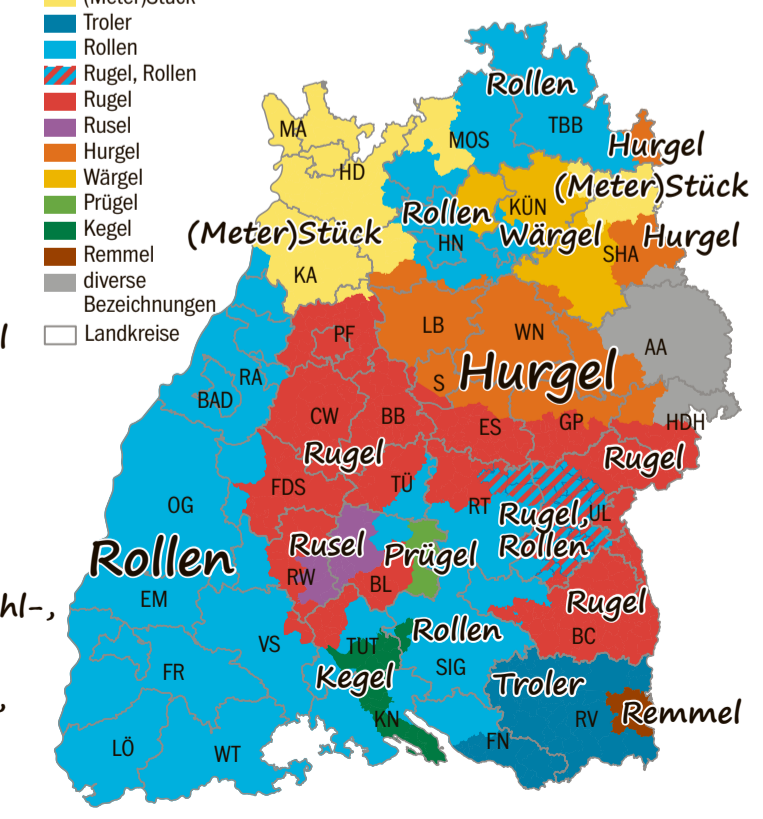 (Meter)Stück
Troler
Rollen
Rugel, Rollen
Rugel
Rusel
Hurgel
Wärgel
Prügel
Kegel
Remmel
diverse
Bezeichnungen
Landkreise
l
hl-,
,
Rollen
MA
MOS
TBB
Hurgel
HD
(Meter)Stück
Rollen
KÜN
(Meter)Stück
HN
Wärgel
SHA
Hurgel
KA
PF
LB
WN
AA
RA
S
Hurgel
BAD
CW
BB
ES
GP
HDH
Rugel
Rugel
FDS
TÜ
OG
RT
Rugel,
UL
Rollen
Rusel
Prügel
Rollen
RW
BL
EM
Rugel
BC
VS
TUT
Rollen
FR
Kegel
SIG
Troler
KN
RV
Remmel
LÖ
WT
FN